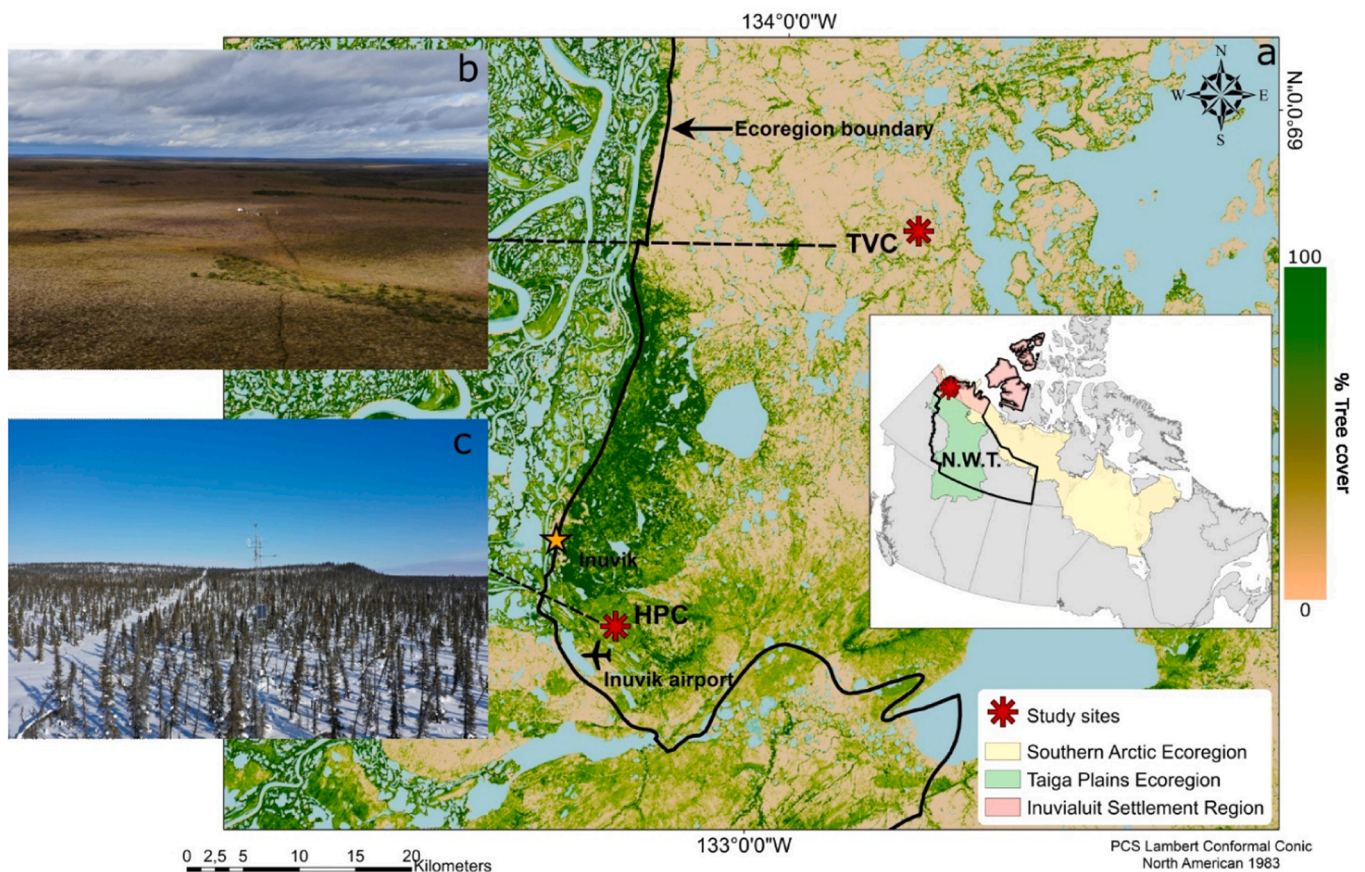 134°0'0"W
a
b
N
W E
S
69°0'0"N
Ecoregion boundary
TVC
100
% Tree cover
0
N.W.T.
c
Inuvik
HPC
Inuvik airport
Study sites
Southern Arctic Ecoregion
Taiga Plains Ecoregion
Inuvialuit Settlement Region
133°0'0"W
0 2,5 5 10 15 20
Kilometers
PCS Lambert Conformal Conic
North American 1983